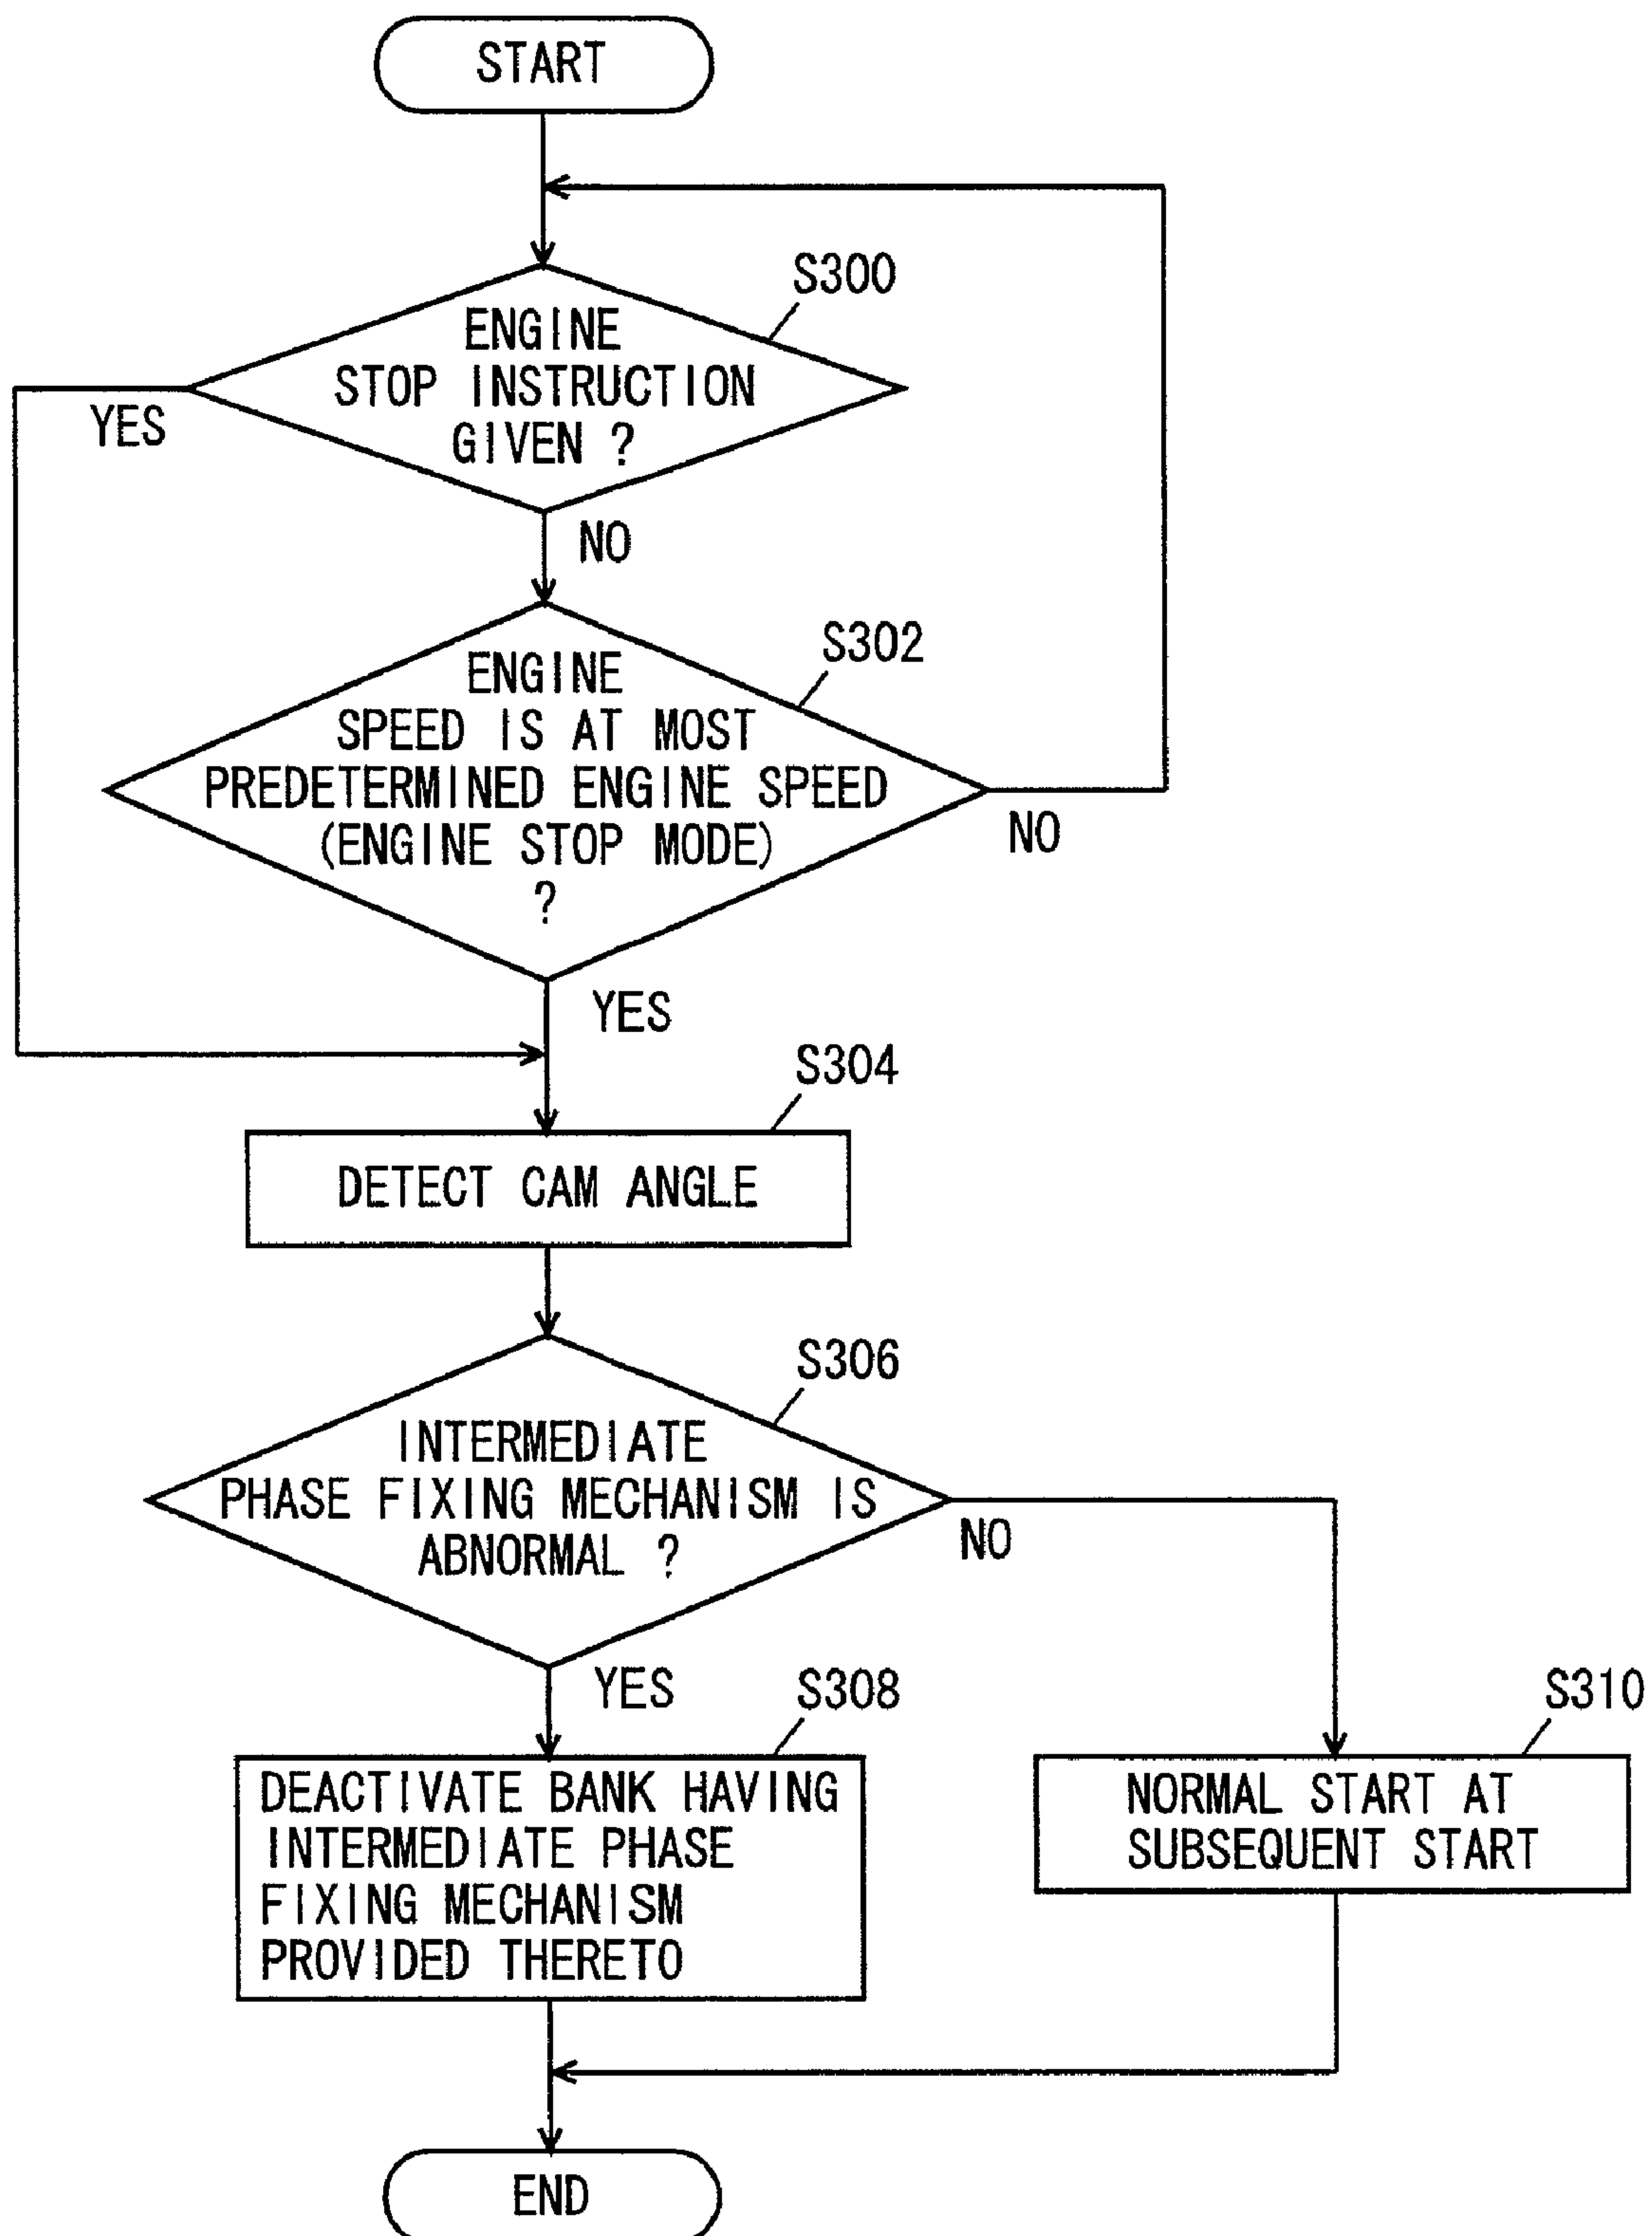 START
S300
ENGINE
STOP INSTRUCTION
GIVEN ?
YES
NO
S302
ENGINE
SPEED IS AT MOST
PREDETERMINED ENGINE SPEED
(ENGINE STOP MODE)
?
NO
YES
S304
DETECT CAM ANGLE
S306
INTERMEDIATE
PHASE FIXING MECHANISM IS
ABNORMAL ?
NO
YES
S308
DEACTIVATE BANK HAVING
INTERMEDIATE PHASE
FIXING MECHANISM
PROVIDED THERETO
S310
NORMAL START AT
SUBSEQUENT START
END